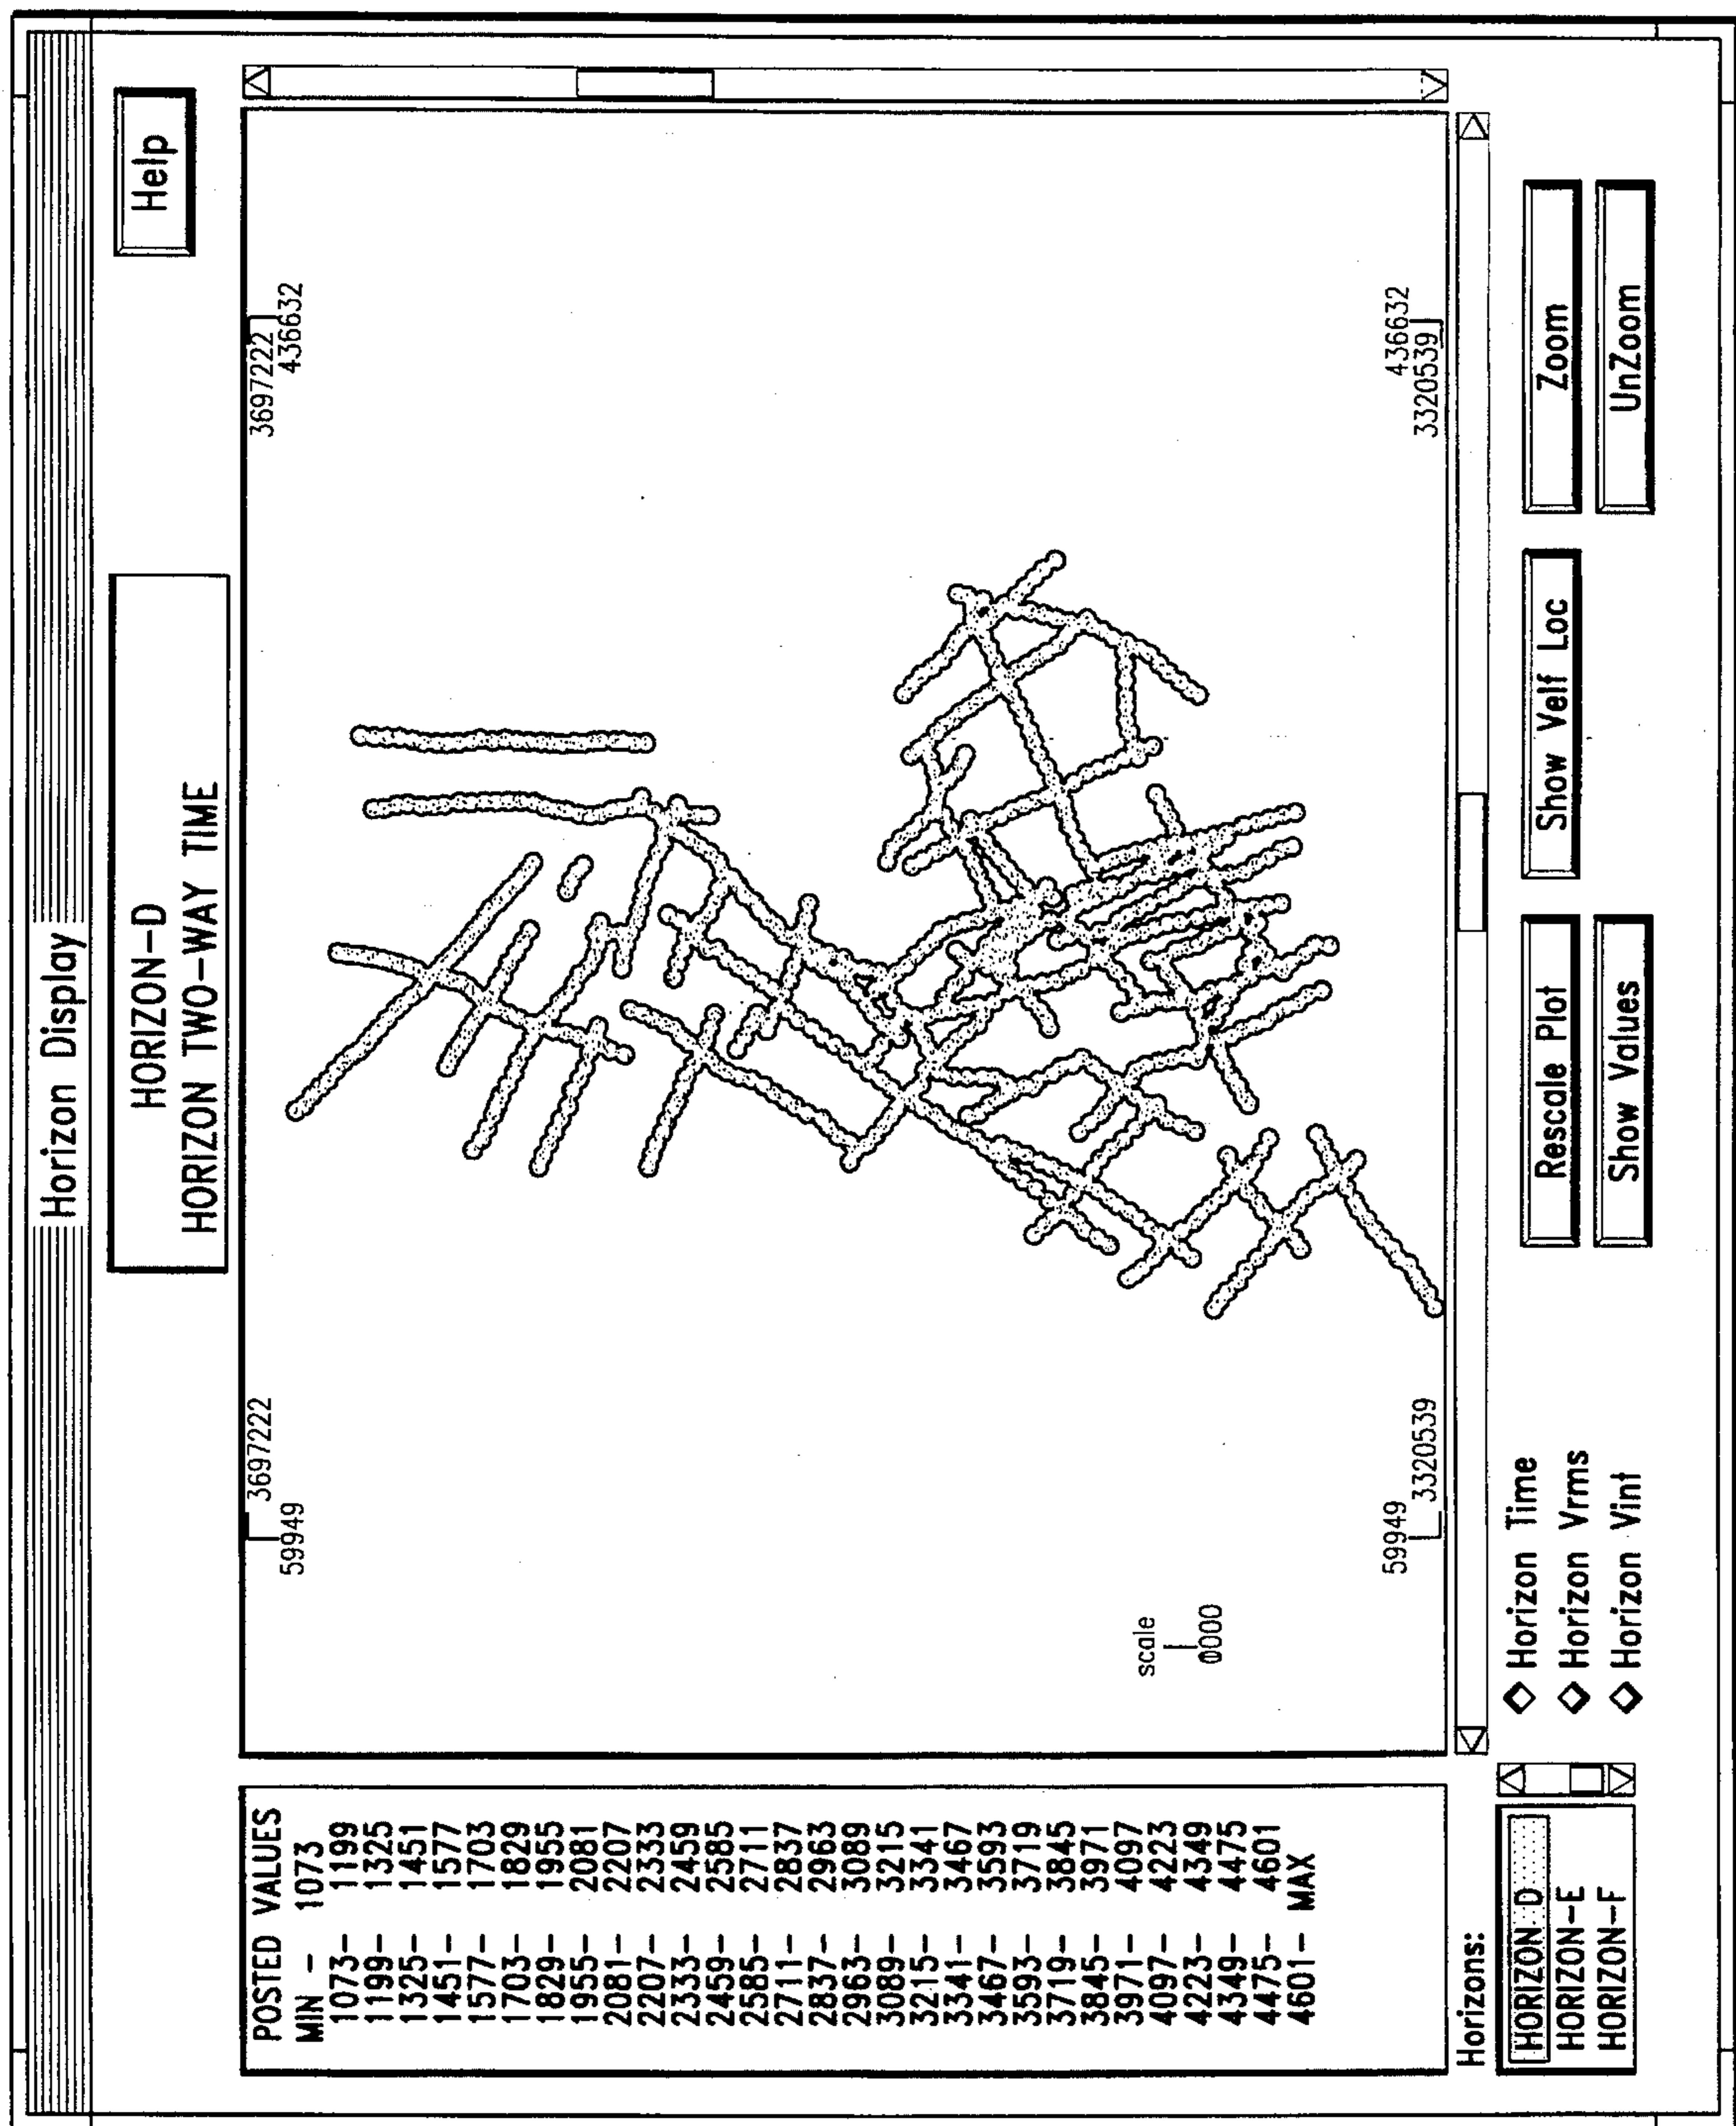 Horizon Display
HORIZON-D
HORIZON TWO-WAY TIME
Help
POSTED VALUES
MIN - 1073
1073- 1199
1199- 1325
1325- 1451
1451- 1577
1577- 1703
1703- 1829
1829- 1955
1955- 2081
2081- 2207
2207- 2333
2333- 2459
2459- 2585
2585- 2711
2711- 2837
2837- 2963
2963- 3089
3089- 3215
3215- 3341
3341- 3467
3467- 3593
3593- 3719
3719- 3845
3845- 3971
3971- 4097
4097- 4223
4223- 4349
4349- 4475
4475- 4601
4601- MAX
3697222
59949
3697222
436632
scale
0000
59949
3320539
436632
3320539
Horizons:
HORIZON-D
HORIZON-E
HORIZON-F
Horizon Time
Horizon Vrms
Horizon Vint
Rescale Plot
Show Velf Loc
Zoom
Show Values
UnZoom